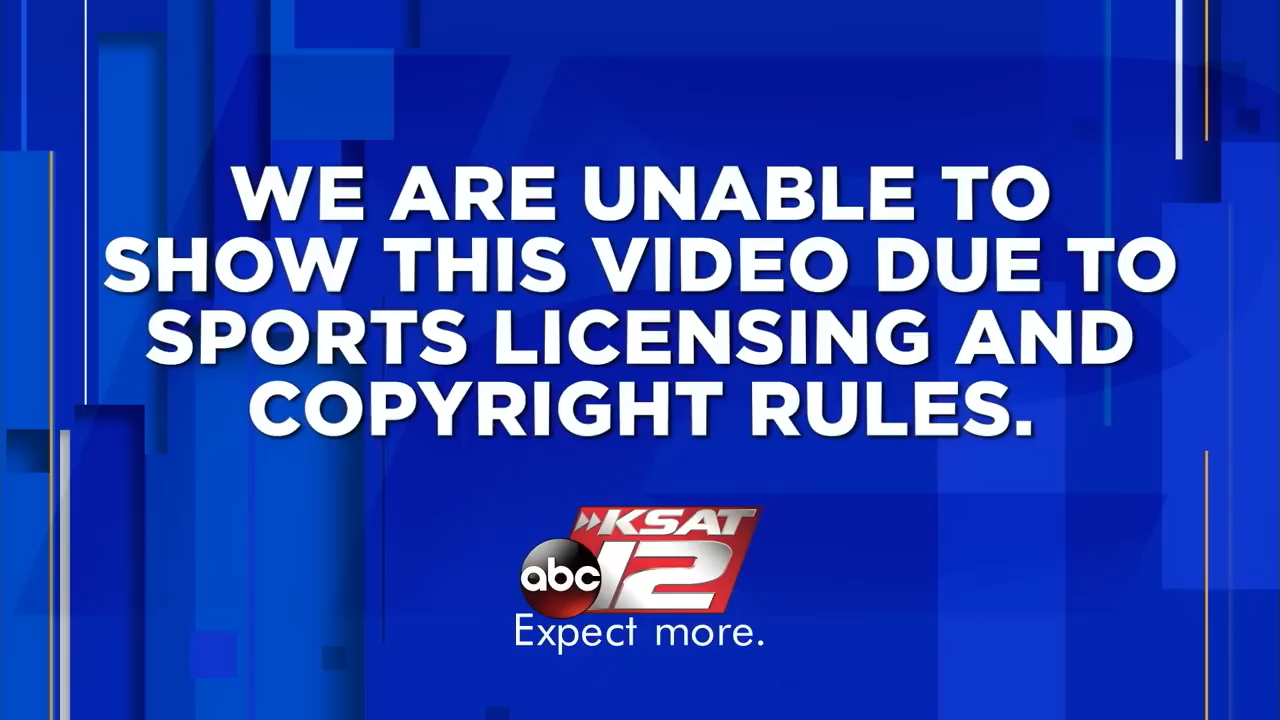 WE ARE UNABLE TO
SHOW THIS VIDEO DUE TO
SPORTS LICENSING AND
COPYRIGHT RULES.
KSAT
abc 12
Expect more.